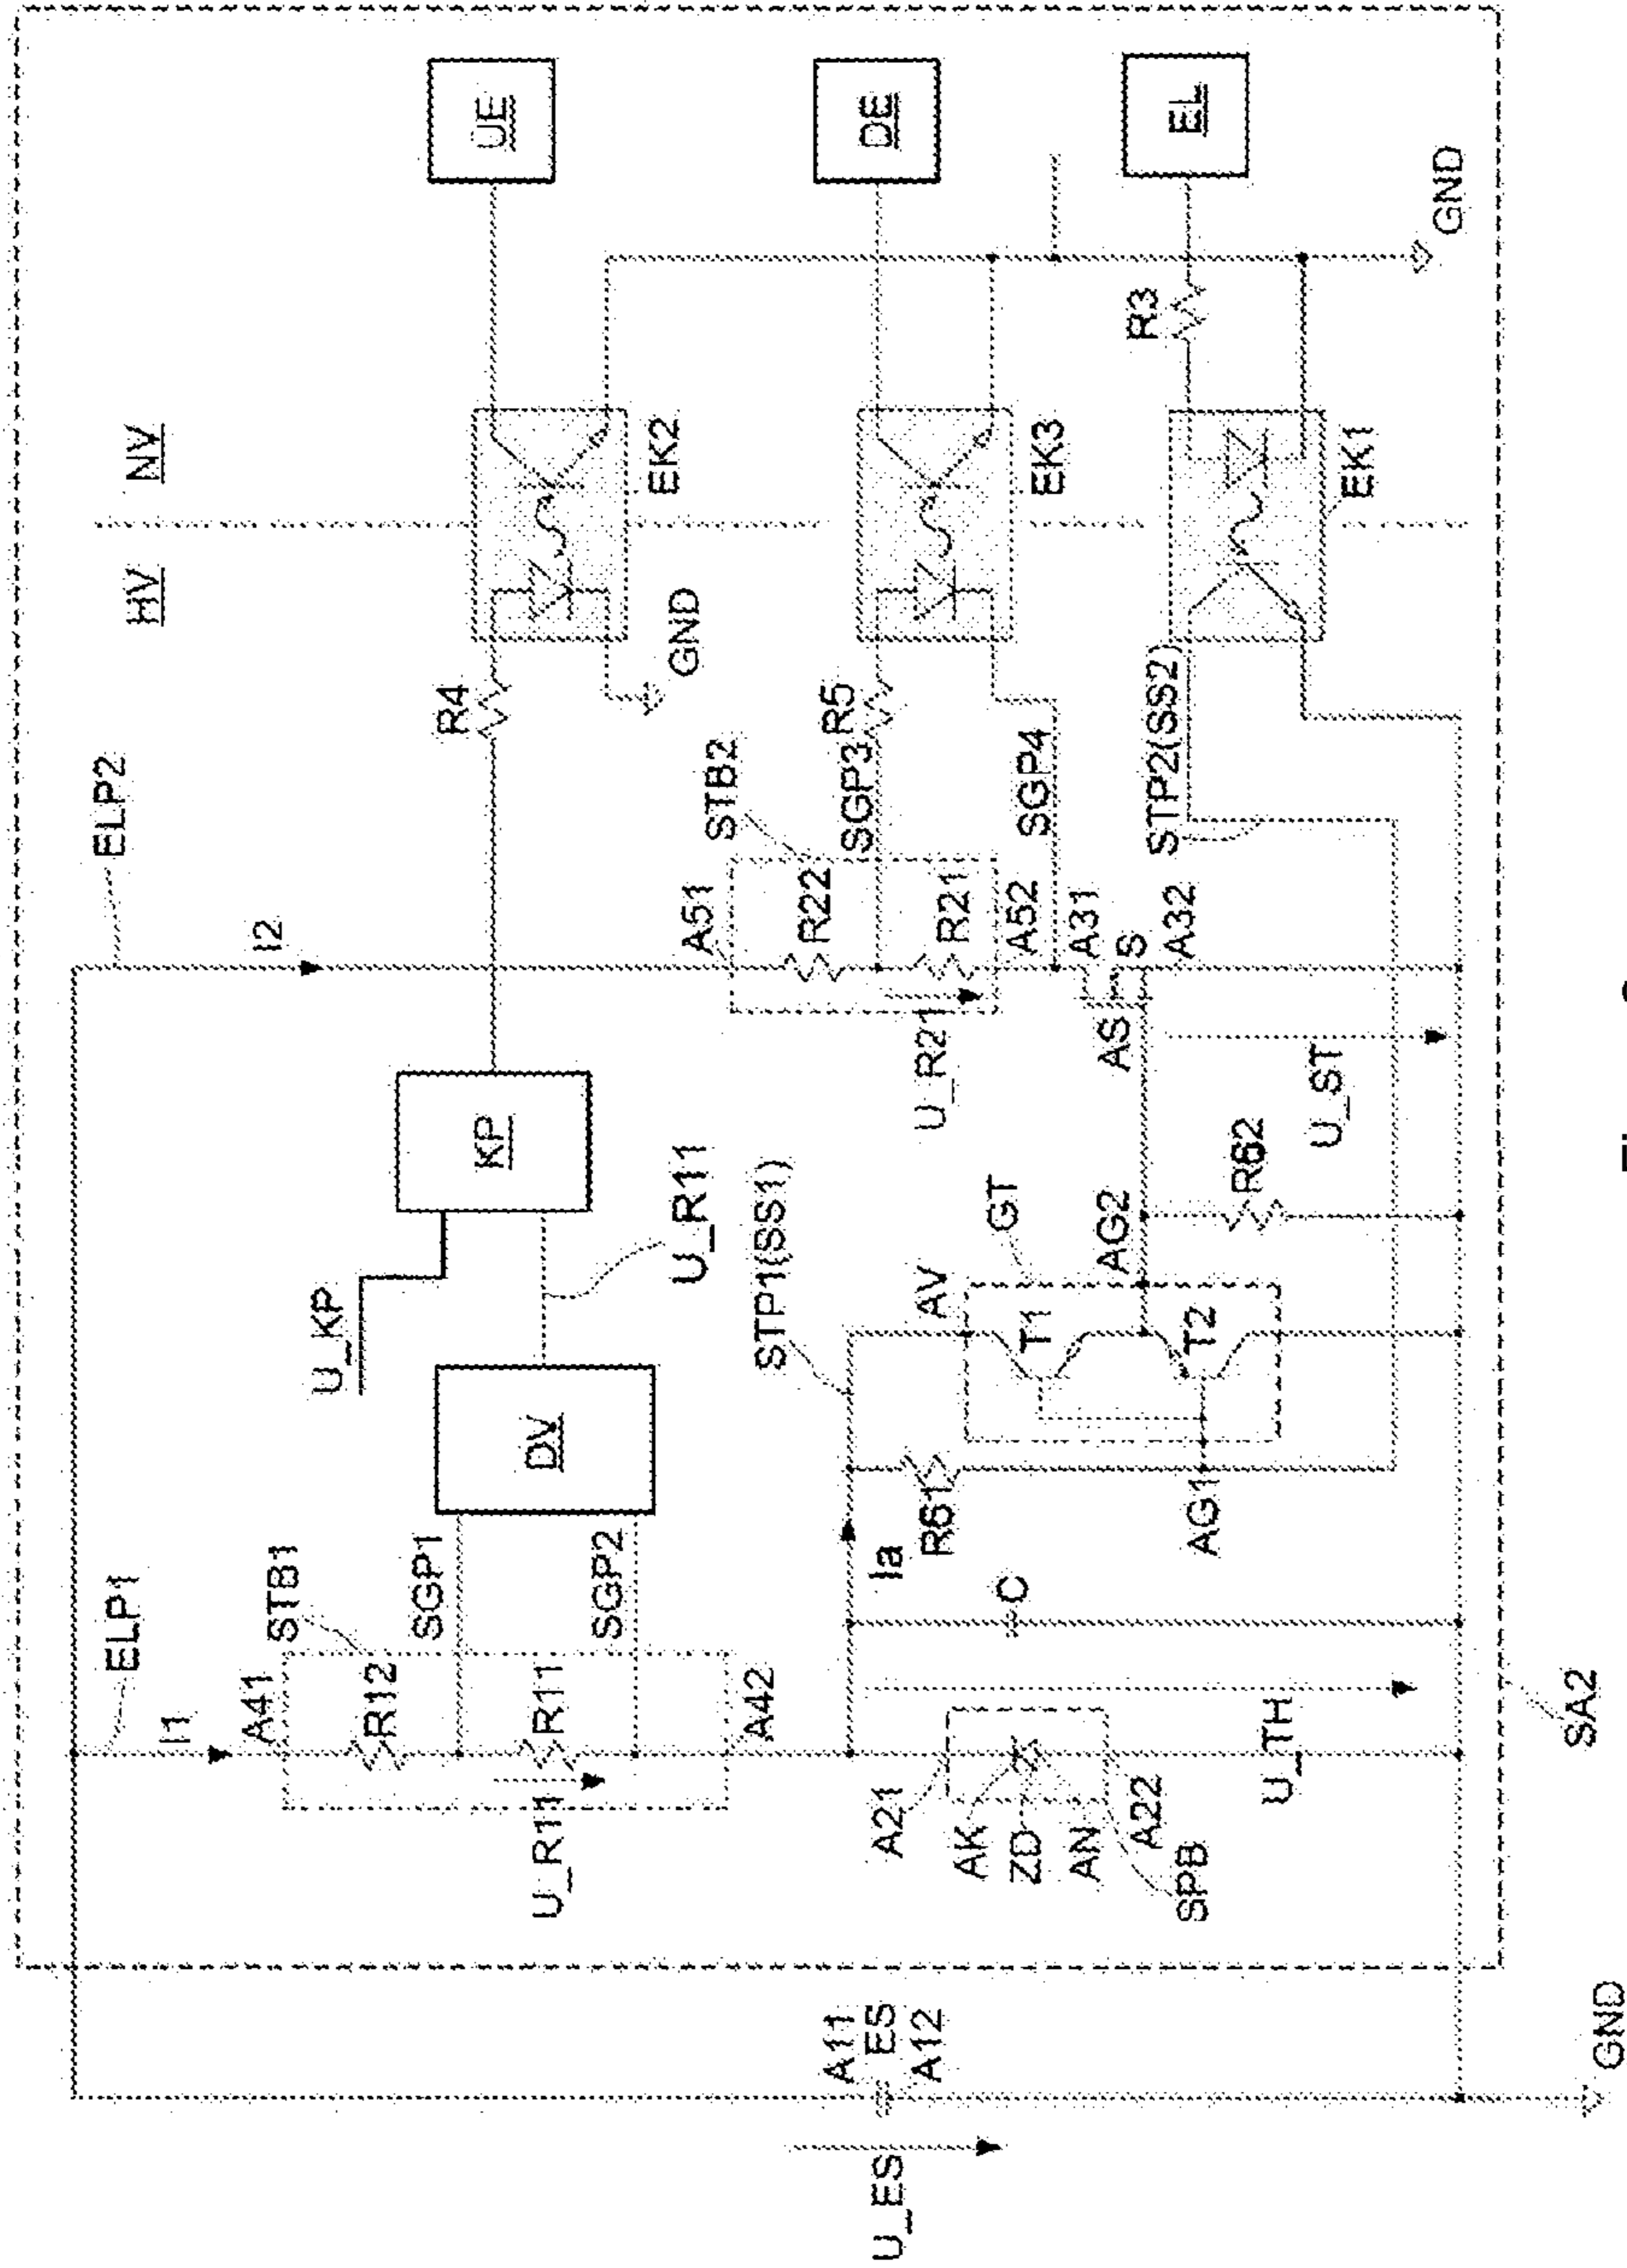 ELP1
I1
A41
STB1
R12
SGP1
R11
SGP2
A42
U_R11
DV
U_R11
U_KP
KP
ELP2
I2
HV
NV
R4
EK2
GND
UE
A51
STB2
R22
SGP3
R5
R21
A52
U_R21
SGP4
EK3
DE
A31
S
AS
A32
U_ST
STP2(SS2)
EK1
R3
EL
GND
STP1(SS1)
Ia
R61
AV
GT
T1
AG2
T2
AG1
R62
C
A21
AK
ZD
AN
A22
SPB
U_TH
U_ES
A11
ES
A12
GND
SA2